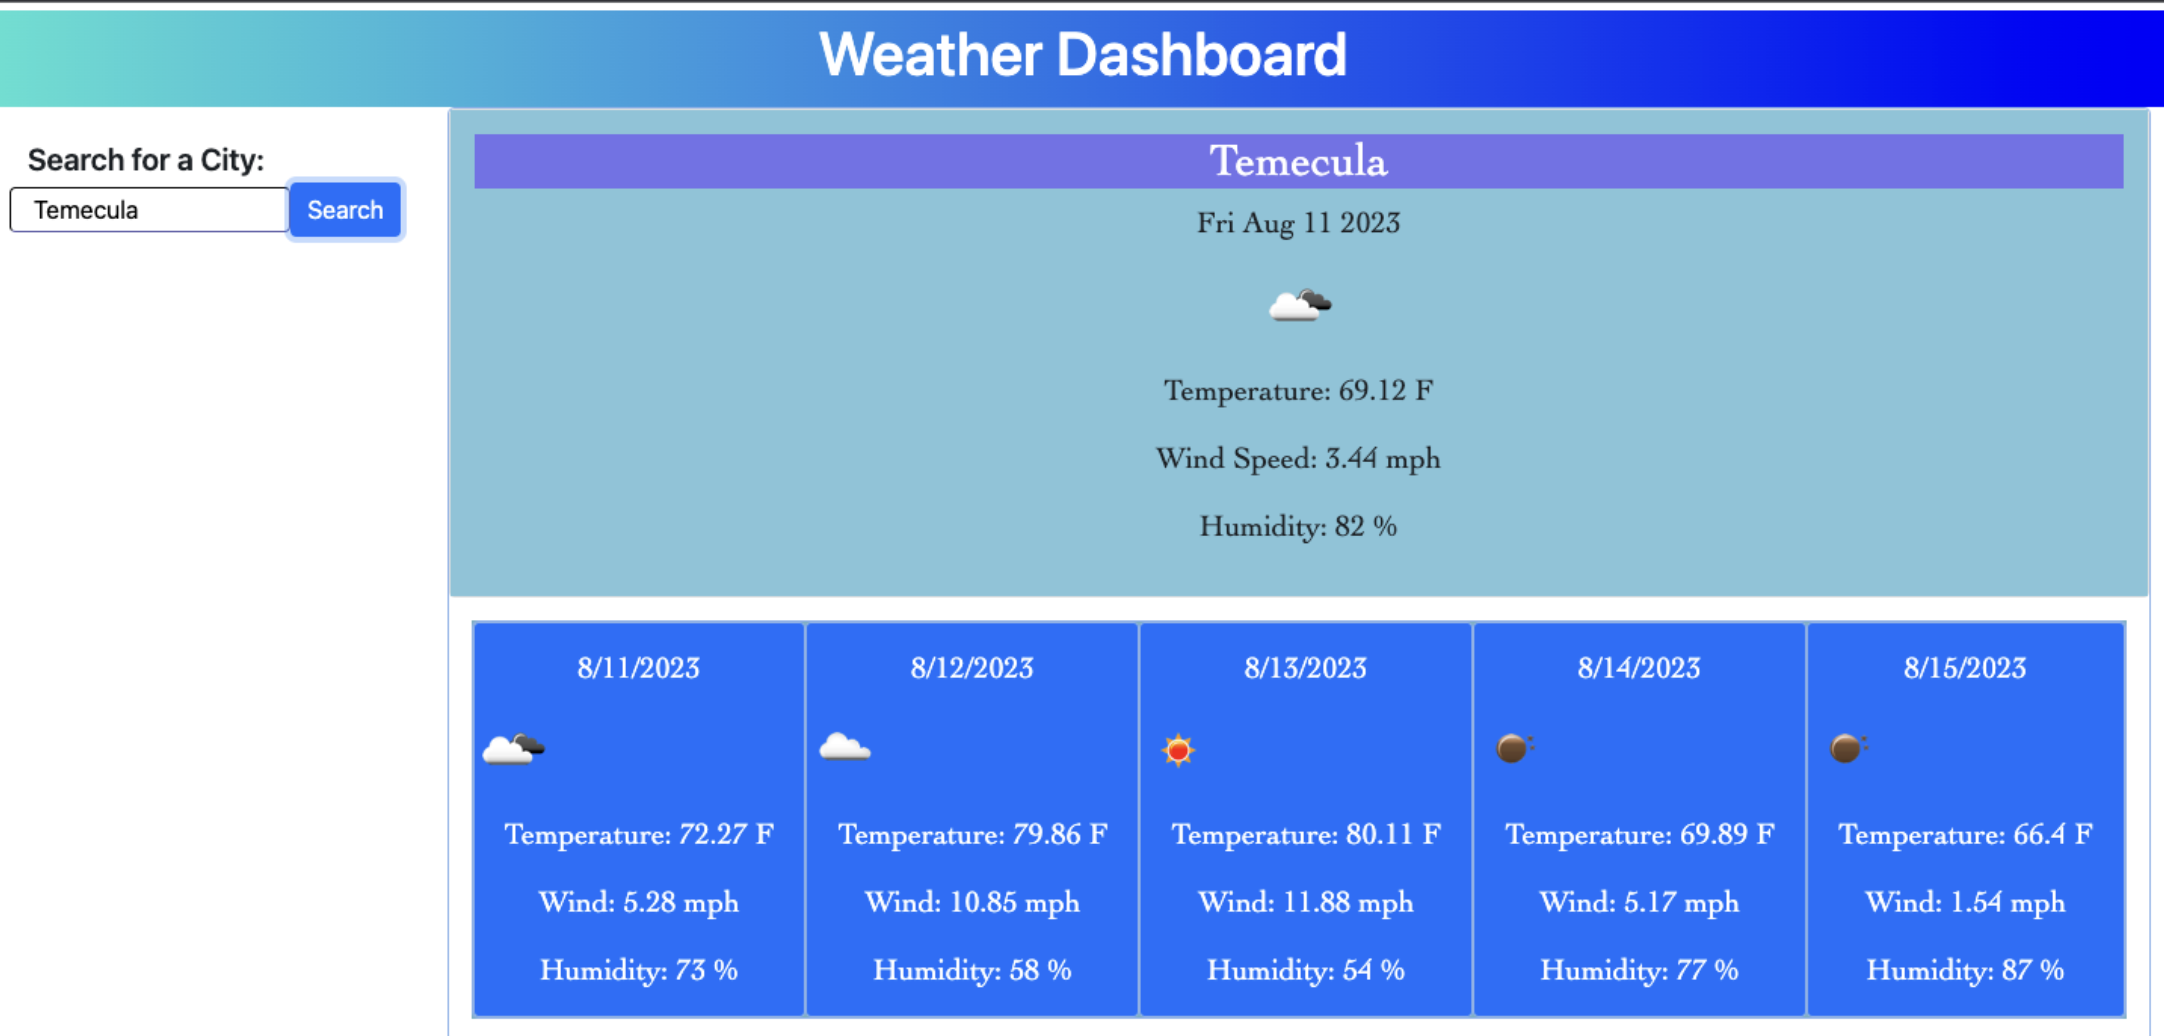 Weather Dashboard
Search for a City:
Temecula
Search
Temecula
Fri Aug 11 2023
Temperature: 69.12 F
Wind Speed: 3.44 mph
Humidity: 82 %
8/11/2023
Temperature: 72.27 F
Wind: 5.28 mph
Humidity: 73 %
8/12/2023
Temperature: 79.86 F
Wind: 10.85 mph
Humidity: 58 %
8/13/2023
Temperature: 80.11 F
Wind: 11.88 mph
Humidity: 54 %
8/14/2023
Temperature: 69.89 F
Wind: 5.17 mph
Humidity: 77 %
8/15/2023
Temperature: 66.4 F
Wind: 1.54 mph
Humidity: 87 %